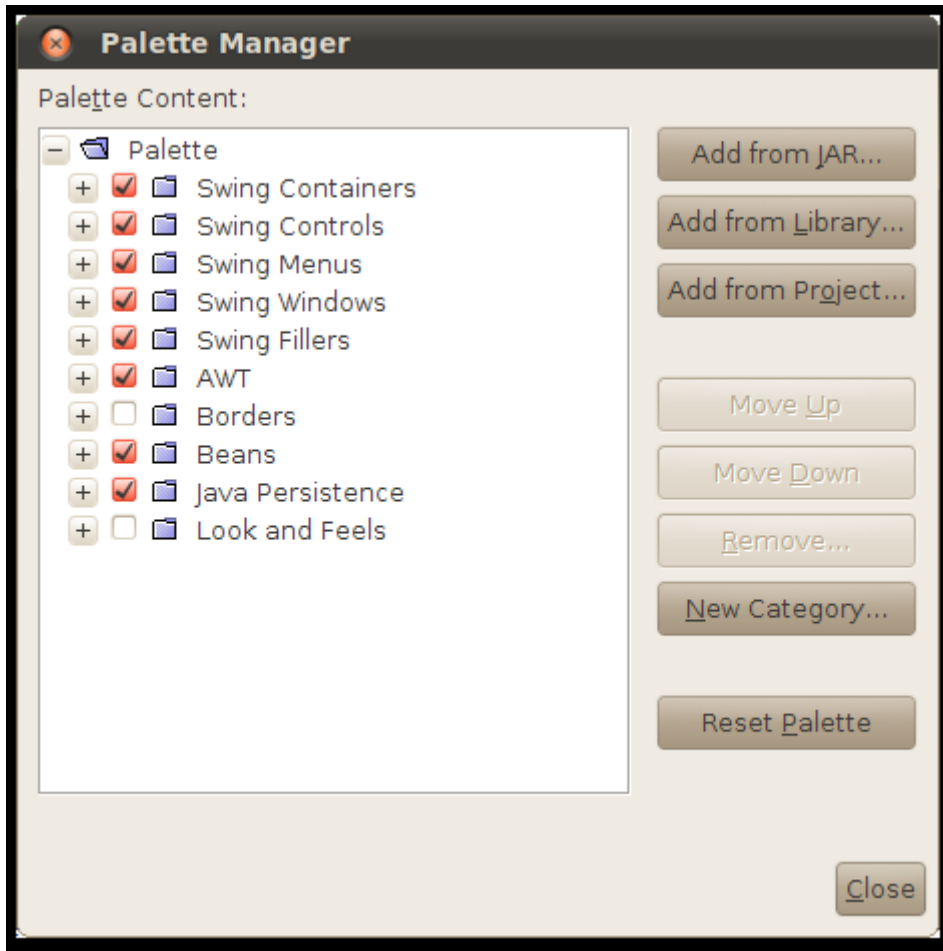 Palette Manager
Palette Content:
Palette
Swing Containers
Swing Controls
Swing Menus
Swing Windows
Swing Fillers
AWT
Borders
Beans
Java Persistence
Look and Feels
Add from JAR...
Add from Library...
Add from Project...
Move Up
Move Down
Remove...
New Category...
Reset Palette
Close